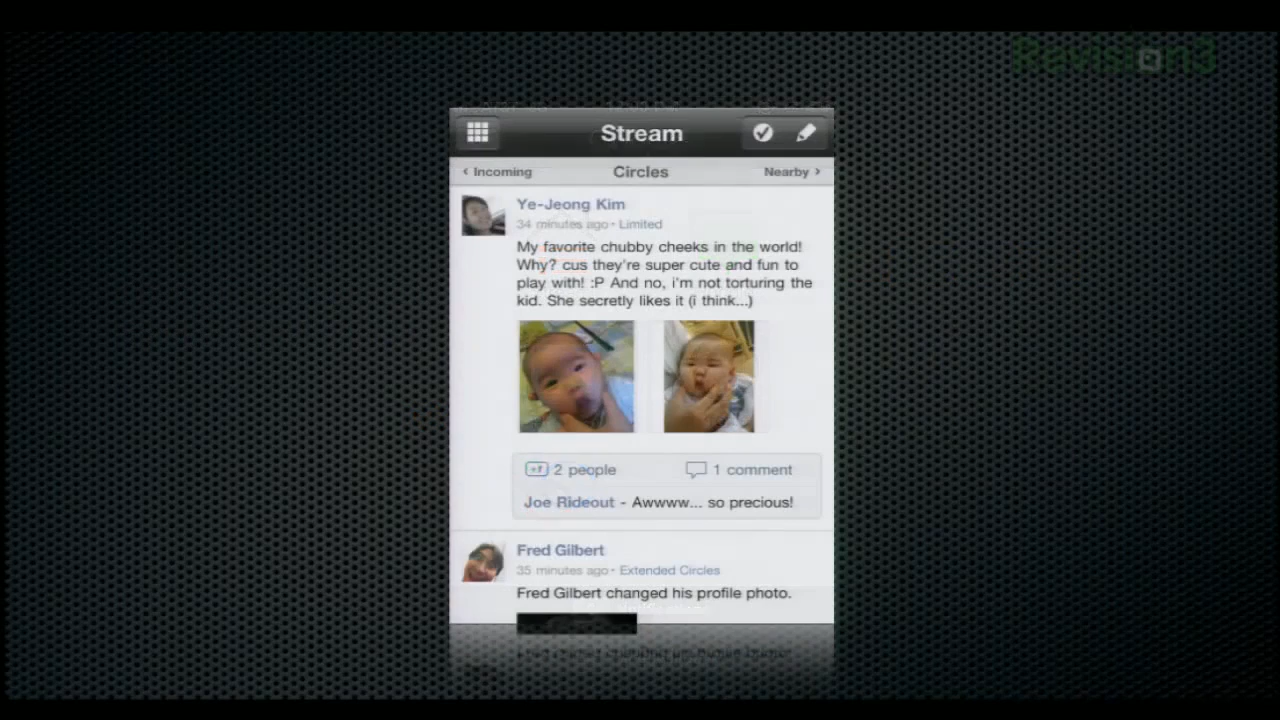 Revision3
Stream
Incoming Circles Nearby
Ye-Jeong Kim
34 minutes ago · Limited
My favorite chubby cheeks in the world!
Why? cus they're super cute and fun to
play with! :P And no, i'm not torturing the
kid. She secretly likes it (i think...)
+1 2 people 1 comment
Joe Rideout - Awwww... so precious!
Fred Gilbert
35 minutes ago · Extended Circles
Fred Gilbert changed his profile photo.